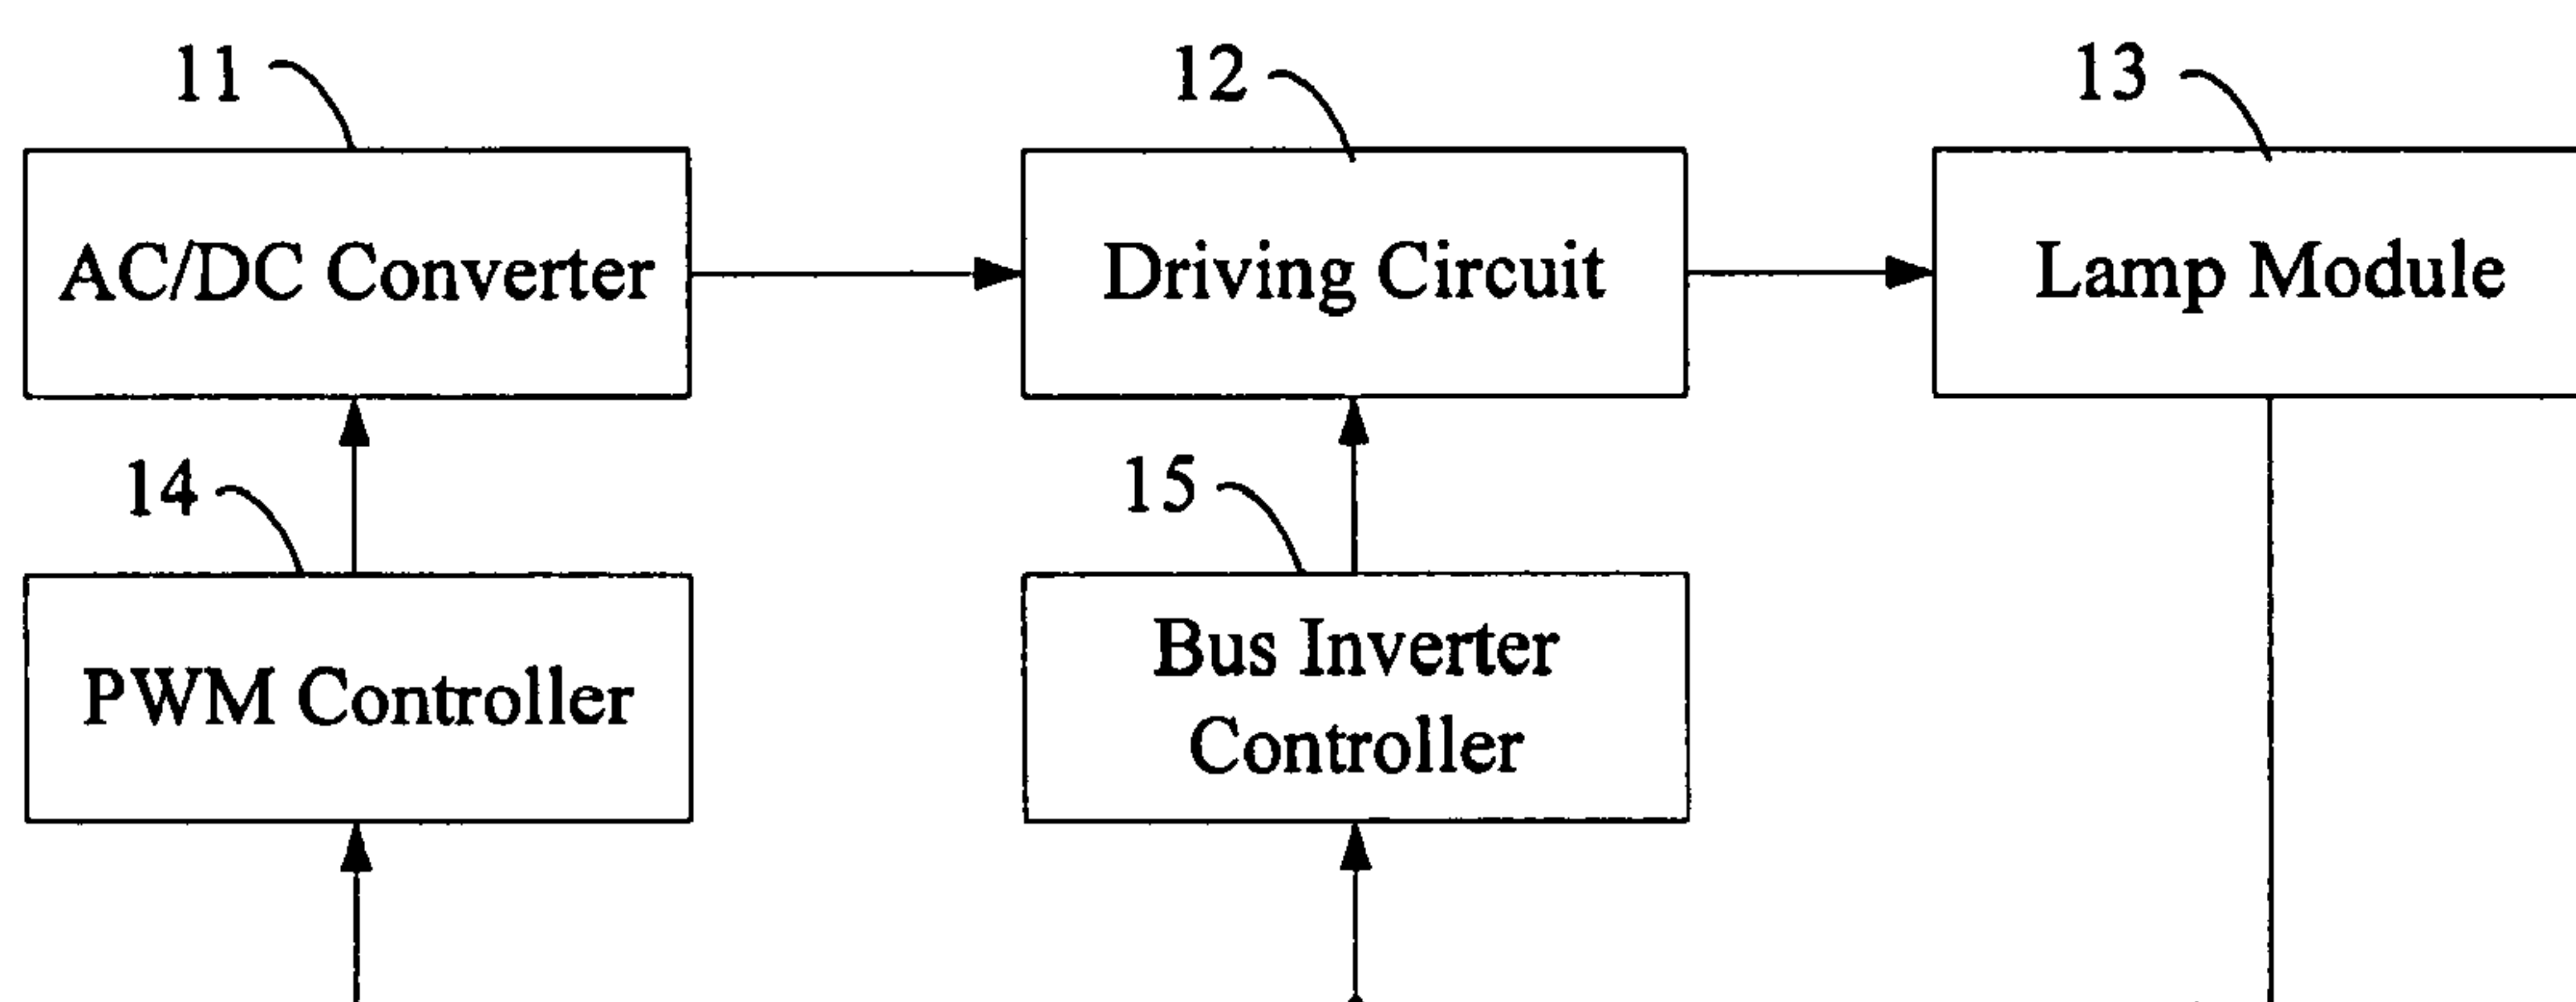 11
12
13
AC/DC Converter
Driving Circuit
Lamp Module
14
15
PWM Controller
Bus Inverter
Controller